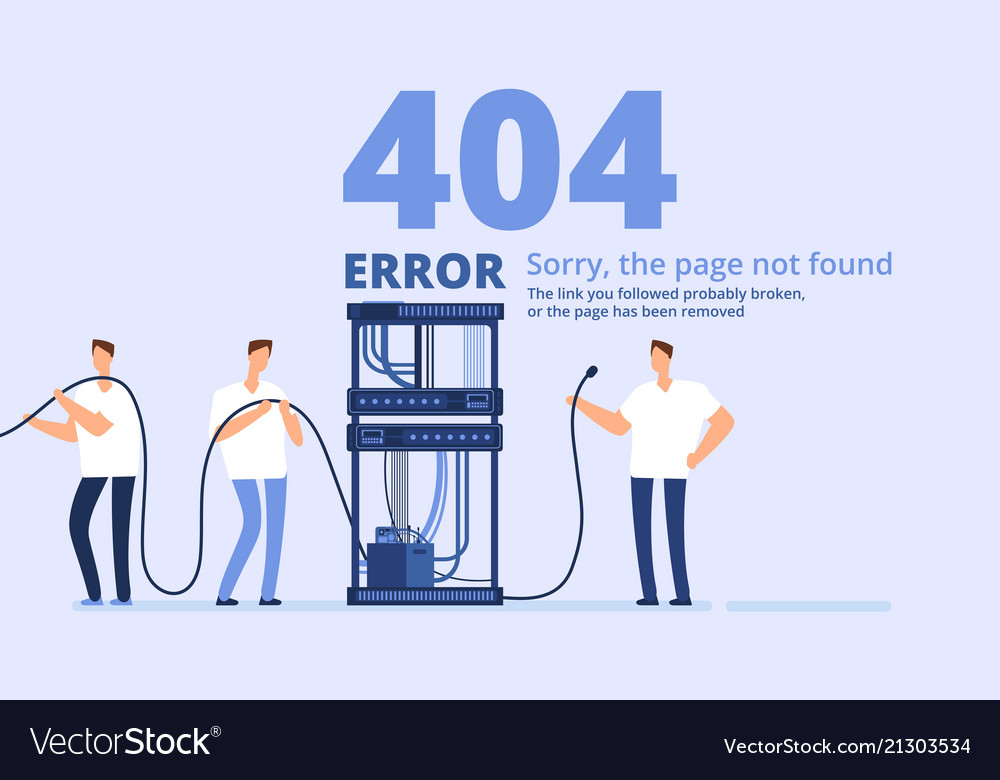 404
ERROR
Sorry, the page not found
The link you followed probably broken,
or the page has been removed
VectorStock®
VectorStock.com/21303534